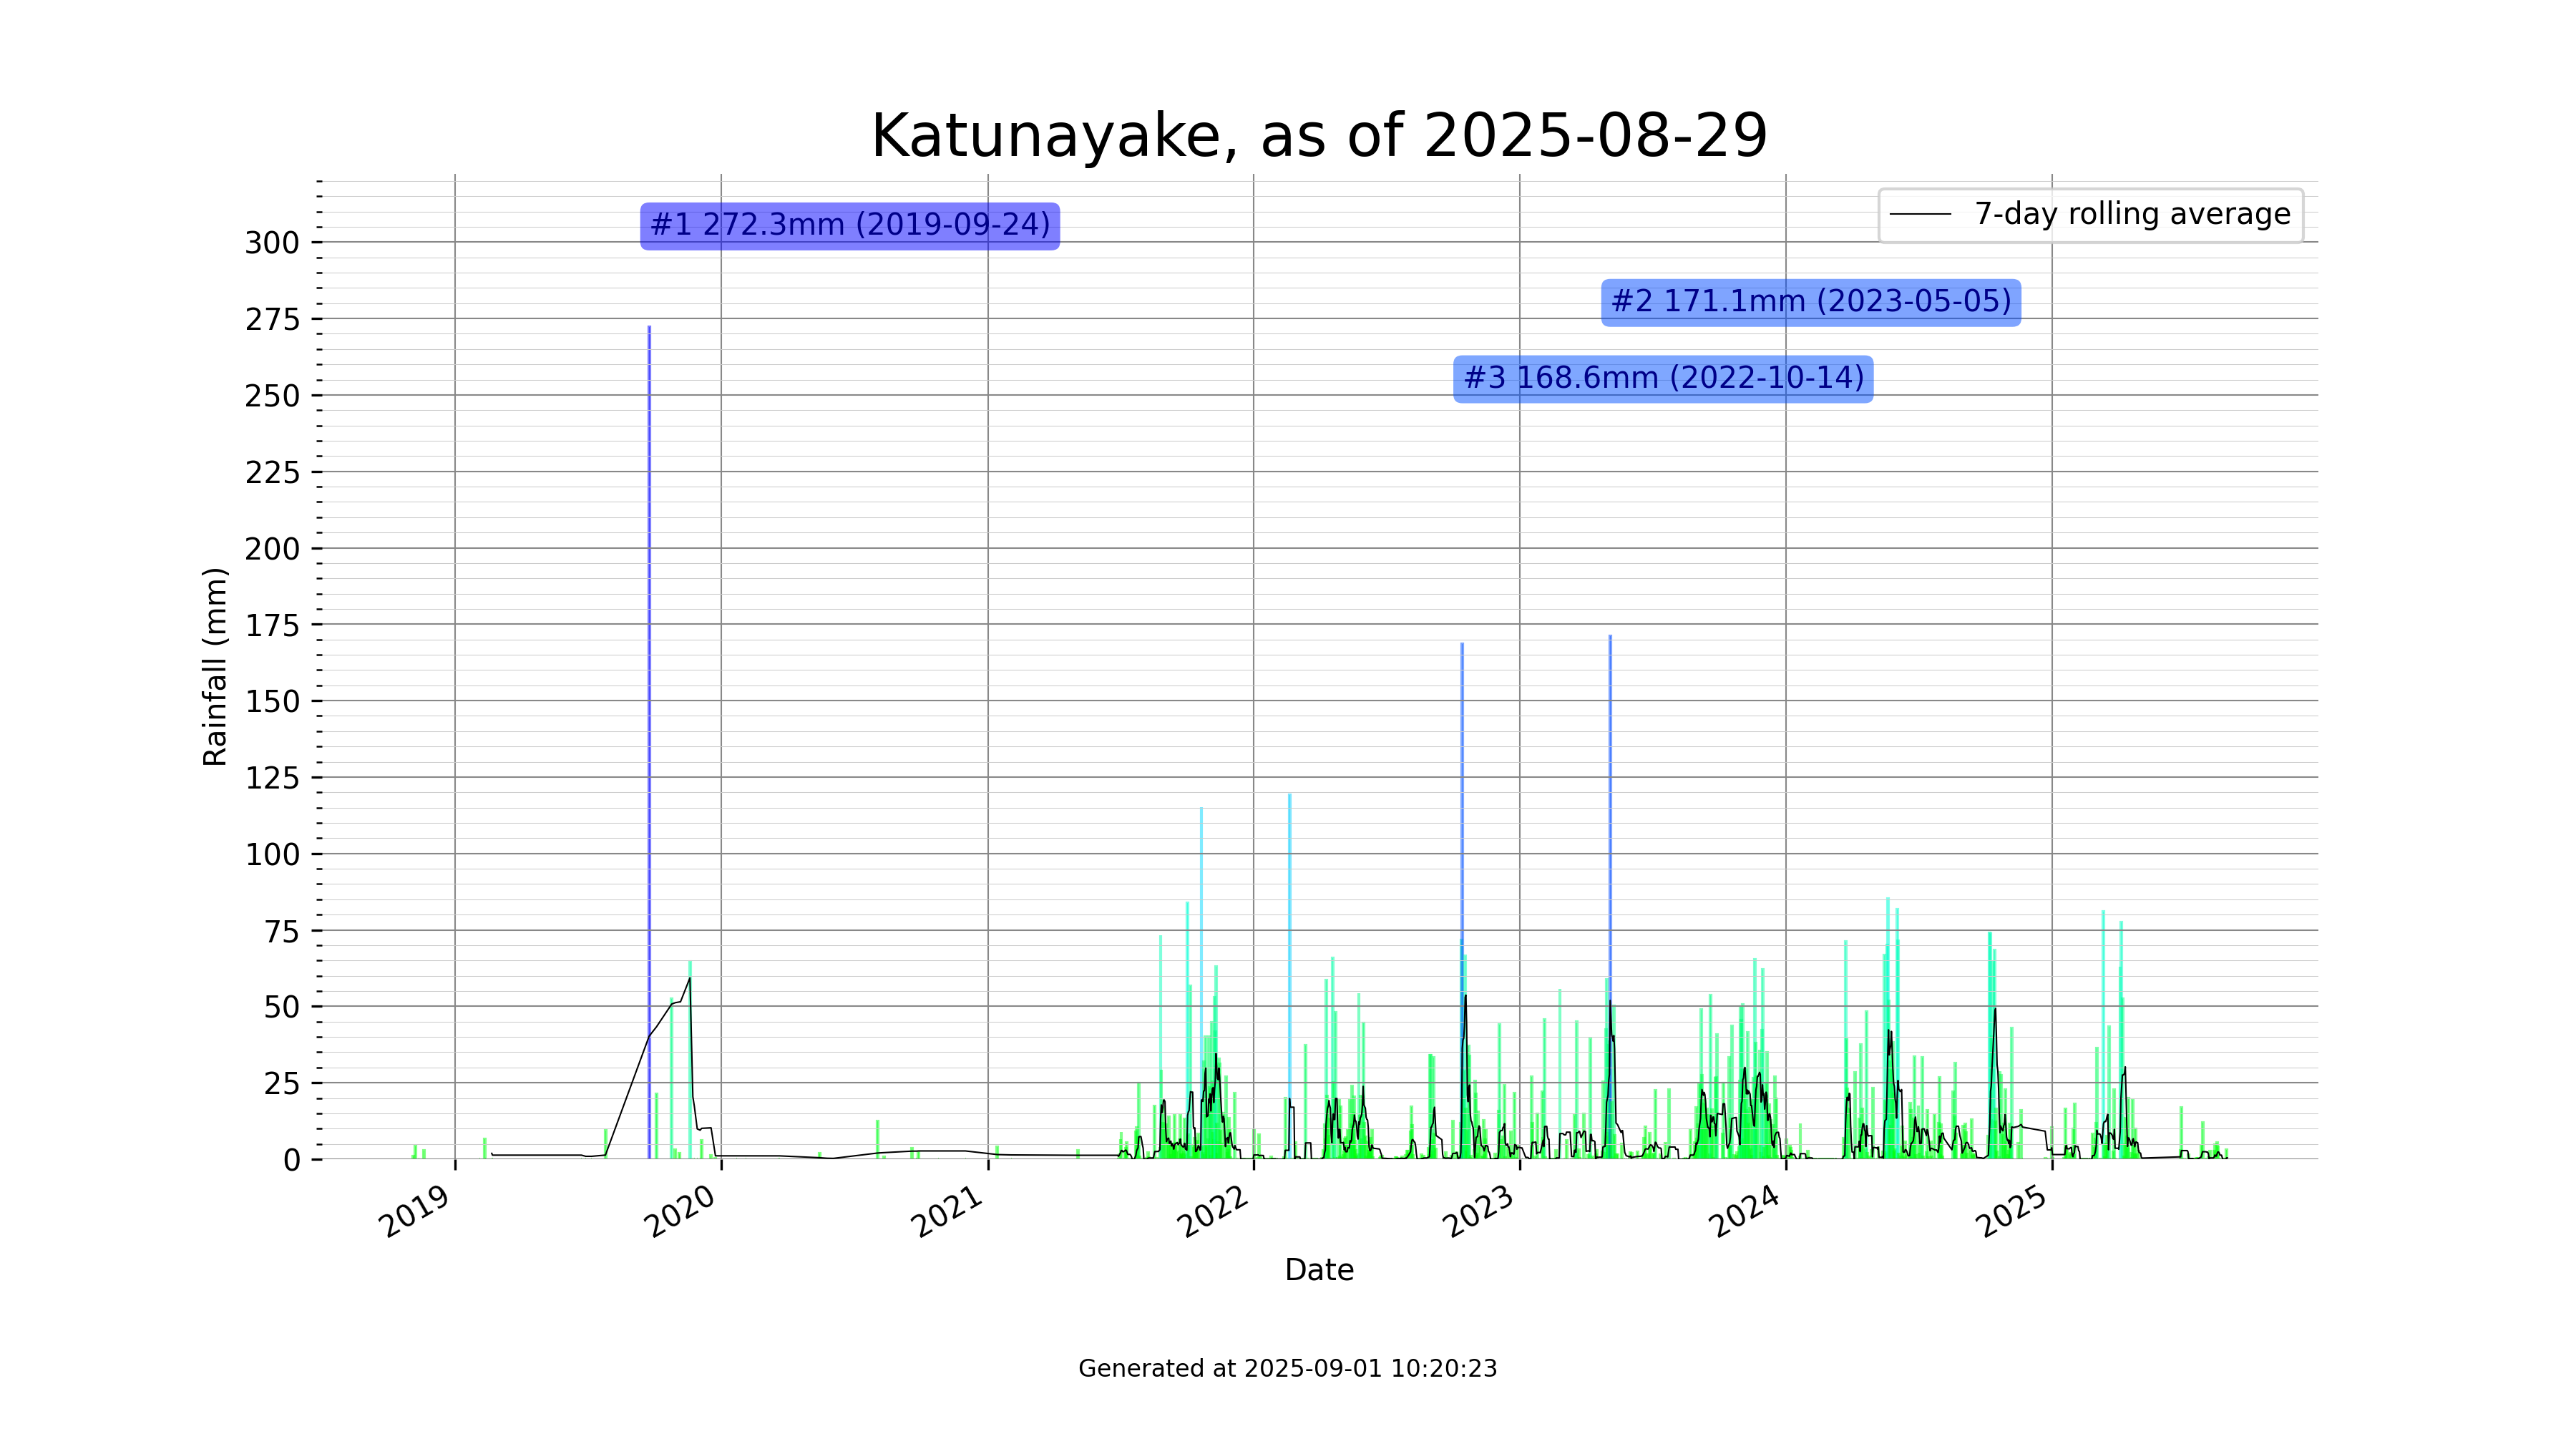 Katunayake, as of 2025-08-29
#1 272.3mm (2019-09-24)
7-day rolling average
#2 171.1mm (2023-05-05)
#3 168.6mm (2022-10-14)
Rainfall (mm)
300
275
250
225
200
175
150
125
100
75
50
25
0
2019 2020 2021 2022 2023 2024 2025
Date
Generated at 2025-09-01 10:20:23